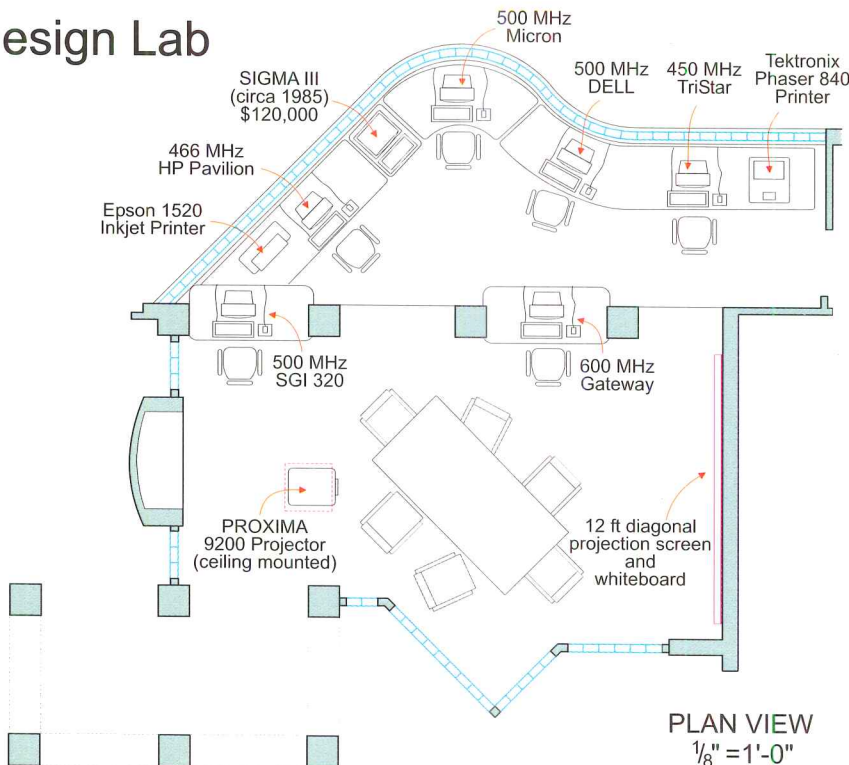 esign Lab
500 MHz
Micron
SIGMA III
(circa 1985)
$120,000
500 MHz
DELL
450 MHz
TriStar
Tektronix
Phaser 840
Printer
466 MHz
HP Pavilion
Epson 1520
Inkjet Printer
500 MHz
SGI 320
600 MHz
Gateway
PROXIMA
9200 Projector
(ceiling mounted)
12 ft diagonal
projection screen
and
whiteboard
PLAN VIEW
1/8" =1'-0"